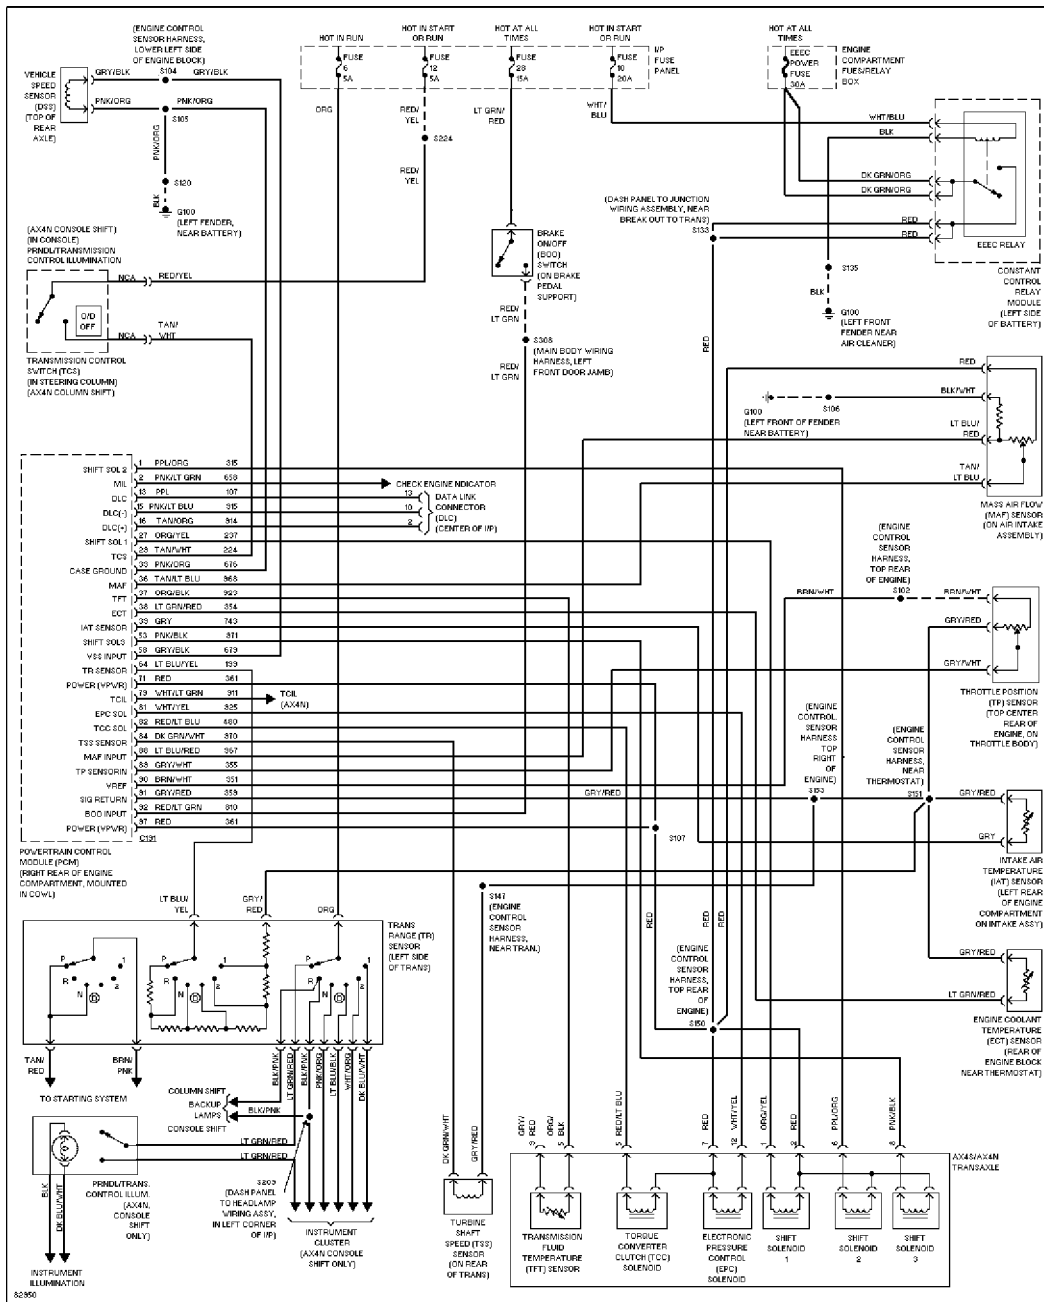 (ENGINE CONTROL
SENSOR HARNESS,
LOWER LEFT SIDE
OF ENGINE BLOCK)
S104
GRY/BLK
GRY/BLK
VEHICLE
SPEED
SENSOR
(DSS)
(TOP OF
REAR
AXLE)
PNK/ORG
PNK/ORG
S105
PNK/ORG
S120
BLK
G100
(LEFT FENDER,
NEAR BATTERY)
HOT IN RUN
FUSE
6
5A
ORG
HOT IN START
OR RUN
FUSE
12
5A
RED/
YEL
S224
RED/
YEL
HOT AT ALL
TIMES
FUSE
28
15A
LT GRN/
RED
HOT IN START
OR RUN
FUSE
10
20A
WHT/
BLU
I/P
FUSE
PANEL
HOT AT ALL
TIMES
EEEC
POWER
FUSE
30A
ENGINE
COMPARTMENT
FUES/RELAY
BOX
WHT/BLU
BLK
DK GRN/ORG
DK GRN/ORG
RED
RED
EEEC RELAY
CONSTANT
CONTROL
RELAY
MODULE
(LEFT SIDE
OF BATTERY)
(DASH PANEL TO JUNCTION
WIRING ASSEMBLY, NEAR
BREAK OUT TO TRANS)
S133
S135
BLK
G100
(LEFT FRONT
FENDER NEAR
AIR CLEANER)
(AX4N CONSOLE SHIFT)
(IN CONSOLE)
PRNDL/TRANSMISSION
CONTROL ILLUMINATION
NCA
RED/YEL
O/D
OFF
NCA
TAN/
WHT
TRANSMISSION CONTROL
SWITCH (TCS)
(IN STEERING COLUMN)
(AX4N COLUMN SHIFT)
BRAKE
ON/OFF
(BOO)
SWITCH
(ON BRAKE
PEDAL
SUPPORT)
RED/
LT GRN
S308
(MAIN BODY WIRING
HARNESS, LEFT
FRONT DOOR JAMB)
RED/
LT GRN
RED
RED
BLK/WHT
G100
(LEFT FRONT OF FENDER
NEAR BATTERY)
S106
LT BLU/
RED
TAN/
LT BLU
MASS AIR FLOW
(MAF) SENSOR
(ON AIR INTAKE
ASSEMBLY)
SHIFT SOL 2 1 PPL/ORG 315
MIL 2 PNK/LT GRN 658
DLC 13 PPL 107
DLC(-) 15 PNK/LT BLU 915
DLC(+) 16 TAN/ORG 914
SHIFT SOL 1 27 ORG/YEL 237
TCS 29 TAN/WHT 224
CASE GROUND 33 PNK/ORG 676
MAF 36 TAN/LT BLU 968
TFT 37 ORG/BLK 923
ECT 38 LT GRN/RED 354
IAT SENSOR 39 GRY 743
SHIFT SOL3 53 PNK/BLK 971
VSS INPUT 58 GRY/BLK 679
TR SENSOR 64 LT BLU/YEL 199
POWER (VPWR) 71 RED 361
TCIL 79 WHT/LT GRN 911
EPC SOL 81 WHT/YEL 925
TCC SOL 82 RED/LT BLU 480
TSS SENSOR 84 DK GRN/WHT 970
MAF INPUT 88 LT BLU/RED 967
TP SENSORIN 89 GRY/WHT 355
VREF 90 BRN/WHT 351
SIG RETURN 91 GRY/RED 359
BOO INPUT 92 RED/LT GRN 810
POWER (VPWR) 97 RED 361
C191
POWERTRAIN CONTROL
MODULE (PCM)
(RIGHT REAR OF ENGINE
COMPARTMENT, MOUNTED
IN COWL)
CHECK ENGINE INDICATOR
13
10
2
DATA LINK
CONNECTOR
(DLC)
(CENTER OF I/P)
TCIL
(AX4N)
(ENGINE
CONTROL
SENSOR
HARNESS,
TOP REAR
OF ENGINE)
S102
BRN/WHT
BRN/WHT
GRY/RED
GRY/WHT
THROTTLE POSITION
(TP) SENSOR
(TOP CENTER
REAR OF
ENGINE, ON
THROTTLE BODY)
(ENGINE
CONTROL
SENSOR
HARNESS
TOP
RIGHT
OF
ENGINE)
S153
(ENGINE
CONTROL
SENSOR
HARNESS,
NEAR
THERMOSTAT)
S151
GRY/RED
GRY/RED
GRY
INTAKE AIR
TEMPERATURE
(IAT) SENSOR
(LEFT REAR
OF ENGINE
COMPARTMENT
ON INTAKE ASSY)
S107
LT BLU/
YEL
GRY/
RED
ORG
S147
(ENGINE
CONTROL
SENSOR
HARNESS,
NEAR TRAN.)
RED
RED
RED
TRANS
RANGE (TR)
SENSOR
(LEFT SIDE
OF TRANS)
P
R
N
D
2
1
P
R
N
D
2
1
P
R
N
D
2
1
(ENGINE
CONTROL
SENSOR
HARNESS,
TOP REAR
OF
ENGINE)
S150
GRY/RED
LT GRN/RED
ENGINE COOLANT
TEMPERATURE
(ECT) SENSOR
(REAR OF
ENGINE BLOCK
NEAR THERMOSTAT)
TAN/
RED
BRN/
PNK
TO STARTING SYSTEM
BLK/PNK
LT GRN/RED
BLK/PNK
PNK/ORG
LT BLU/BLK
WHT/ORG
DK BLU/WHT
COLUMN SHIFT
BACKUP
LAMPS
CONSOLE SHIFT
BLK/PNK
LT GRN/RED
LT GRN/RED
BLK
DK BLU/WHT
PRNDL/TRANS.
CONTROL ILLUM.
(AX4N,
CONSOLE
SHIFT
ONLY)
INSTRUMENT
ILLUMINATION
S205
(DASH PANEL
TO HEADLAMP
WIRING ASSY,
IN LEFT CORNER
OF I/P)
INSTRUMENT
CLUSTER
(AX4N CONSOLE
SHIFT ONLY)
DK GRN/WHT
GRY/RED
TURBINE
SHAFT
SPEED (TSS)
SENSOR
(ON REAR
OF TRANS)
GRY/
RED
3
ORG/
BLK
5
RED/LT BLU
5
RED
7
WHT/YEL
12
ORG/YEL
1
RED
2
PPL/ORG
6
PNK/BLK
8
AX4S/AX4N
TRANSAXLE
TRANSMISSION
FLUID
TEMPERATURE
(TFT) SENSOR
TORQUE
CONVERTER
CLUTCH (TCC)
SOLENOID
ELECTRONIC
PRESSURE
CONTROL
(EPC)
SOLENOID
SHIFT
SOLENOID
1
SHIFT
SOLENOID
2
SHIFT
SOLENOID
3
82950